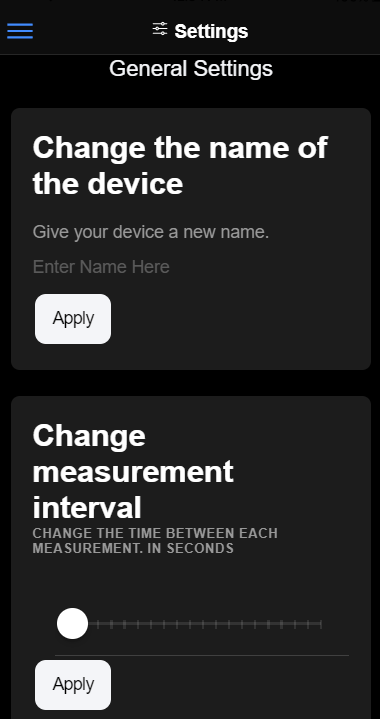 Settings
General Settings
Change the name of
the device
Give your device a new name.
Enter Name Here
Apply
Change
measurement
interval
CHANGE THE TIME BETWEEN EACH
MEASUREMENT. IN SECONDS
Apply